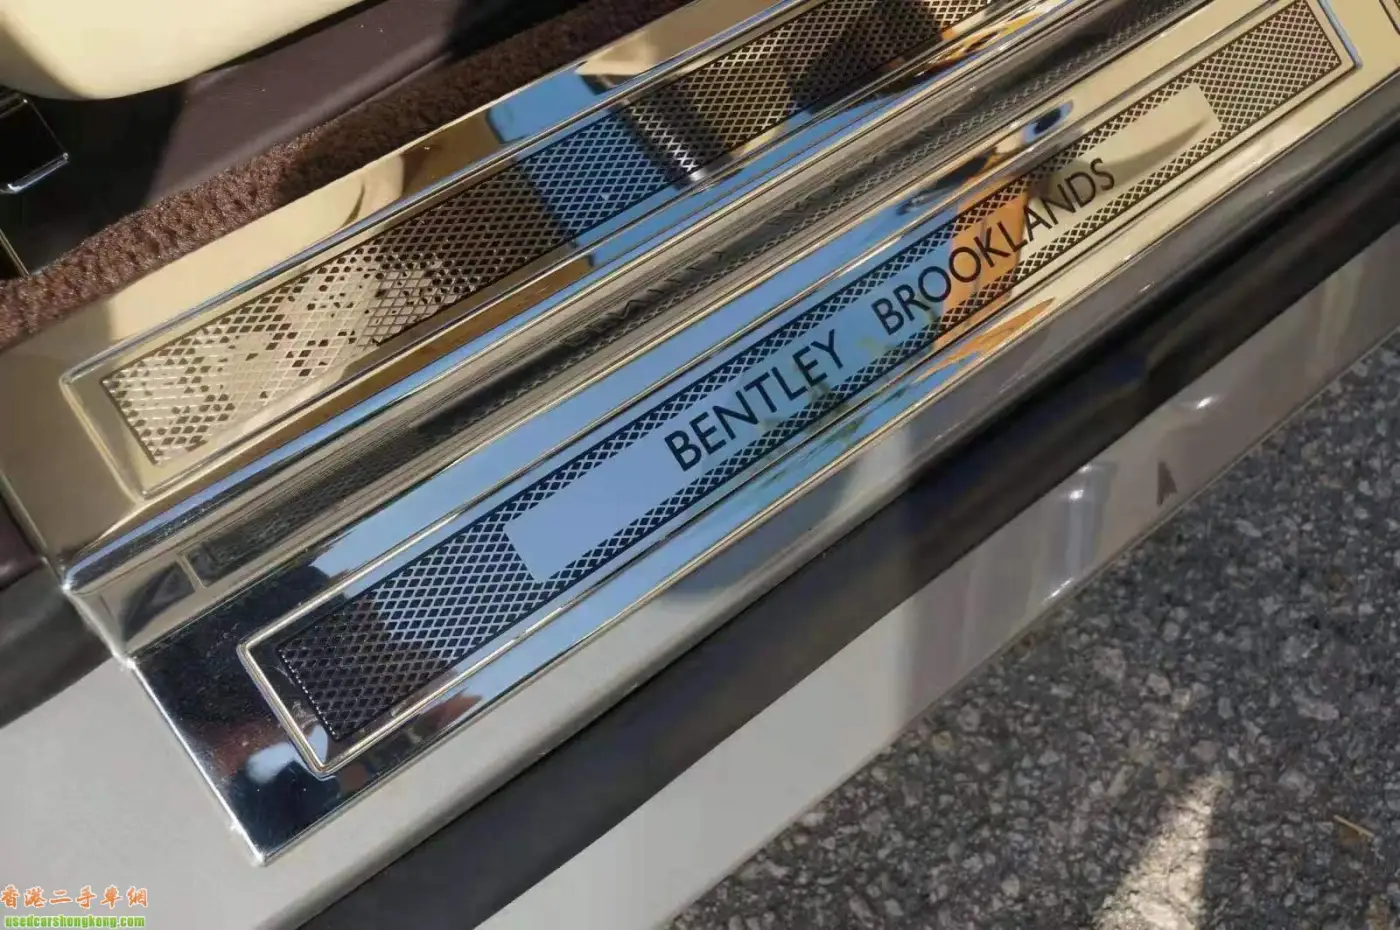 BENTLEY BROOKLANDS
香港二手車網
usedcarshongkong.com